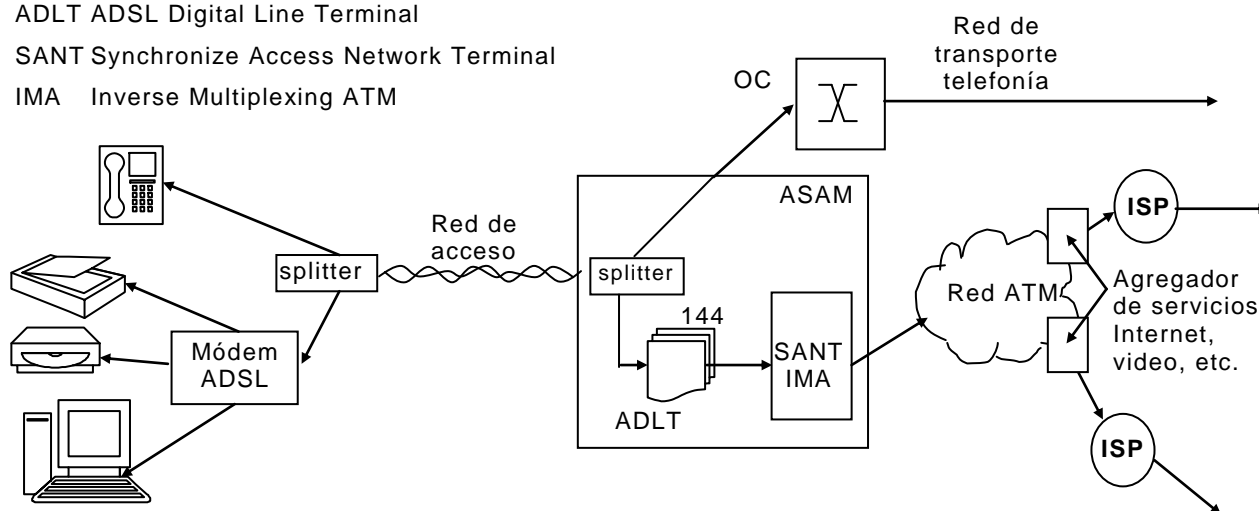 ADLT ADSL Digital Line Terminal
SANT Synchronize Access Network Terminal
IMA Inverse Multiplexing ATM
Red de
transporte
telefonía
OC
ASAM
ISP
Red de
acceso
splitter
splitter
Red ATM
Agregador
de servicios
Internet,
video, etc.
144
Módem
ADSL
SANT
IMA
ADLT
ISP